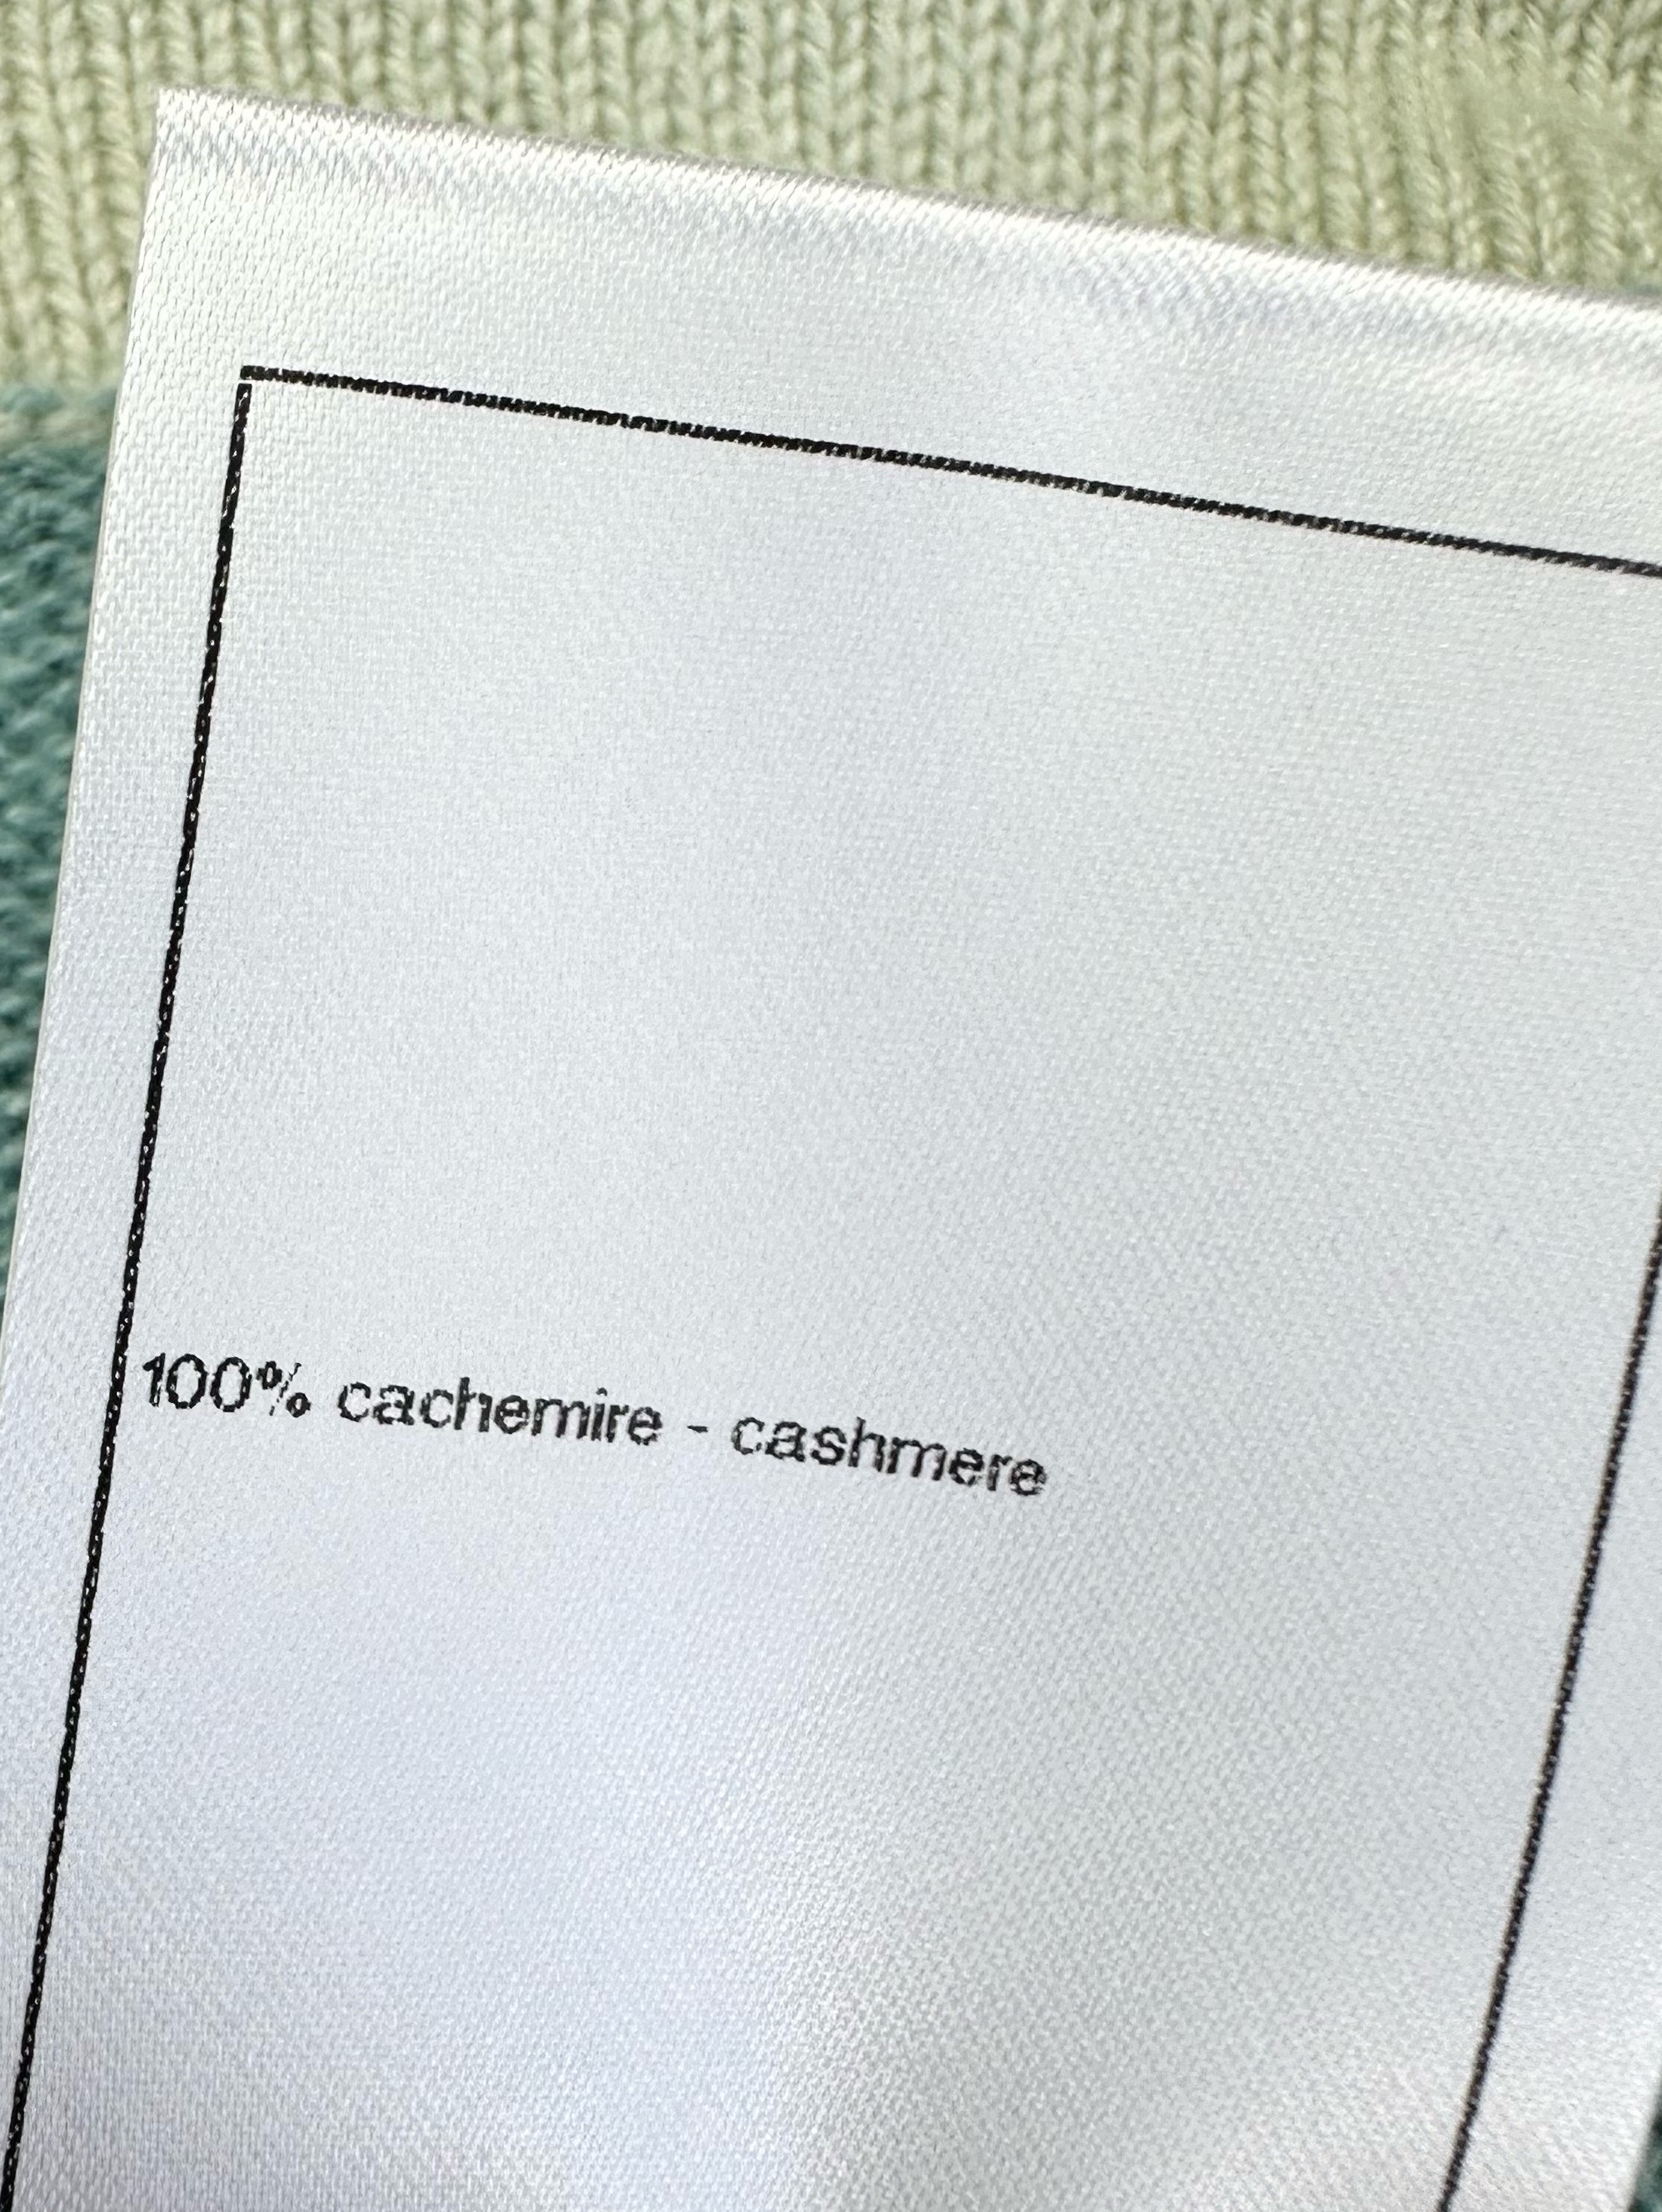 100% cachemire - cashmere